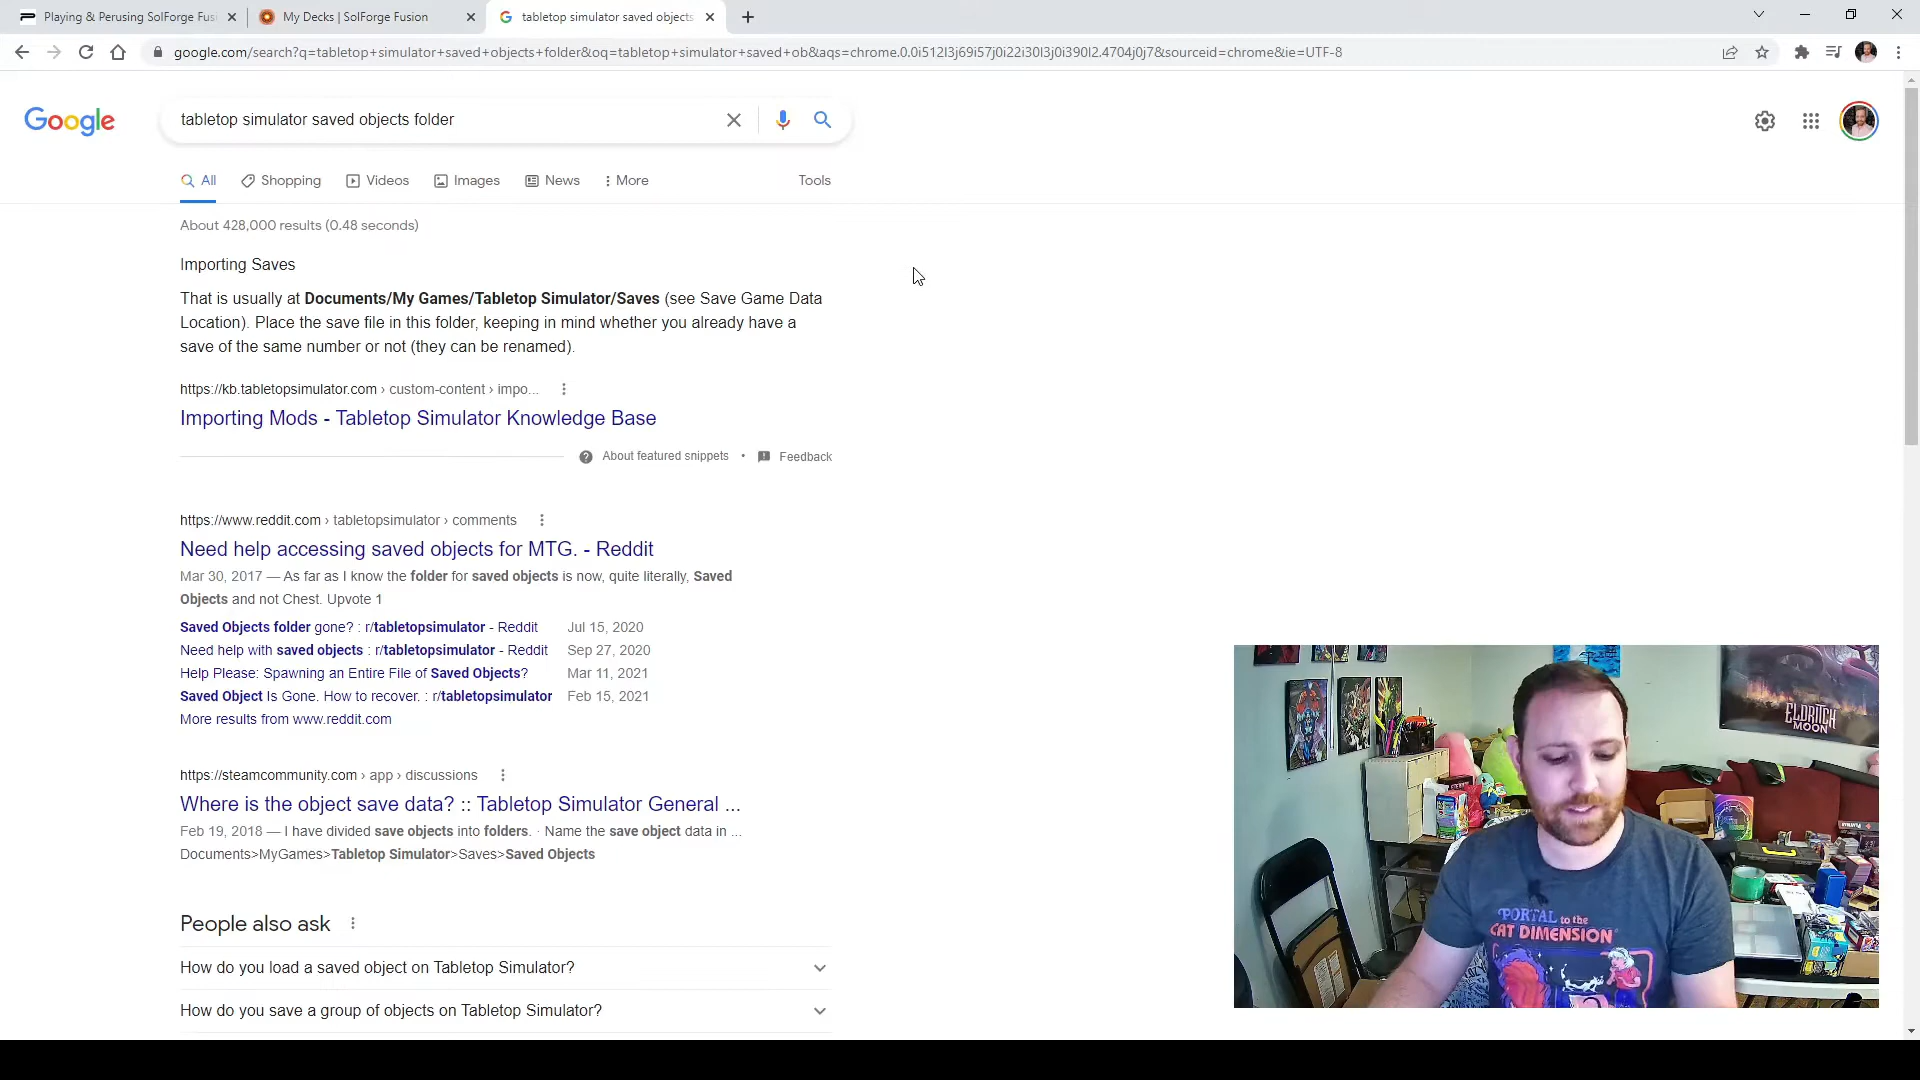 Playing & Perusing SolForge Fusi
My Decks | SolForge Fusion
tabletop simulator saved objects
google.com/search?q=tabletop+simulator+saved+objects+folder&oq=tabletop+simulator+saved+ob&aqs=chrome.0.0i512l3j69i57j0i22i30l3j0i390l2.4704j0j7&sourceid=chrome&ie=UTF-8
Google
tabletop simulator saved objects folder
All
Shopping
Videos
Images
News
More
Tools
About 428,000 results (0.48 seconds)
Importing Saves
That is usually at Documents/My Games/Tabletop Simulator/Saves (see Save Game Data
Location). Place the save file in this folder, keeping in mind whether you already have a
save of the same number or not (they can be renamed).
https://kb.tabletopsimulator.com › custom-content › impo...
Importing Mods - Tabletop Simulator Knowledge Base
About featured snippets • Feedback
https://www.reddit.com › tabletopsimulator › comments
Need help accessing saved objects for MTG. - Reddit
Mar 30, 2017 — As far as I know the folder for saved objects is now, quite literally, Saved
Objects and not Chest. Upvote 1
Saved Objects folder gone? : r/tabletopsimulator - Reddit Jul 15, 2020
Need help with saved objects : r/tabletopsimulator - Reddit Sep 27, 2020
Help Please: Spawning an Entire File of Saved Objects? Mar 11, 2021
Saved Object Is Gone. How to recover. : r/tabletopsimulator Feb 15, 2021
More results from www.reddit.com
https://steamcommunity.com › app › discussions
Where is the object save data? :: Tabletop Simulator General ...
Feb 19, 2018 — I have divided save objects into folders. · Name the save object data in ...
Documents>MyGames>Tabletop Simulator>Saves>Saved Objects
People also ask
How do you load a saved object on Tabletop Simulator?
How do you save a group of objects on Tabletop Simulator?
ELDRITCH
MOON
PORTAL to the
CAT DIMENSION